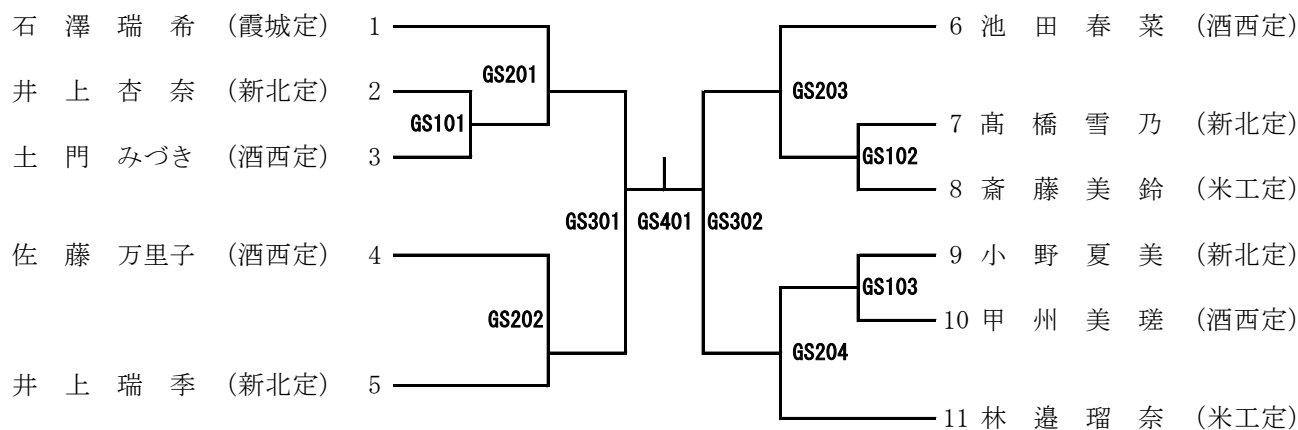 石澤瑞希 (霞城定) 1
GS201
井上杏奈 (新北定) 2
GS101
土門みづき (酒西定) 3
GS301
佐藤万里子 (酒西定) 4
GS202
井上瑞季 (新北定) 5
GS401
6 池田春菜 (酒西定)
GS203
7 髙橋雪乃 (新北定)
GS102
8 斎藤美鈴 (米工定)
GS302
9 小野夏美 (新北定)
GS103
10 甲州美瑳 (酒西定)
GS204
11 林邉瑠奈 (米工定)